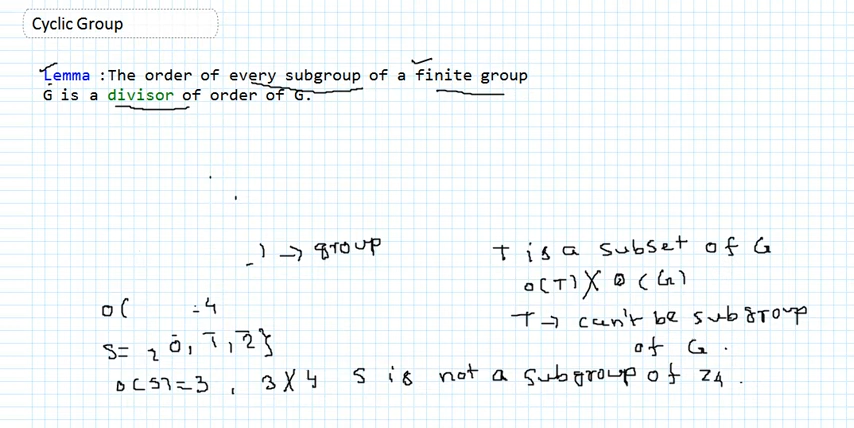 Cyclic Group
Lemma :The order of every subgroup of a finite group
G is a divisor of order of G.
) → group
T is a subset of G
o(T) ∤ o(G)
o( =4
T → can't be subgroup
of G.
S= {0̄, 1̄, 2̄}
o(S)=3, 3 ∤ 4 S is not a subgroup of Z4.